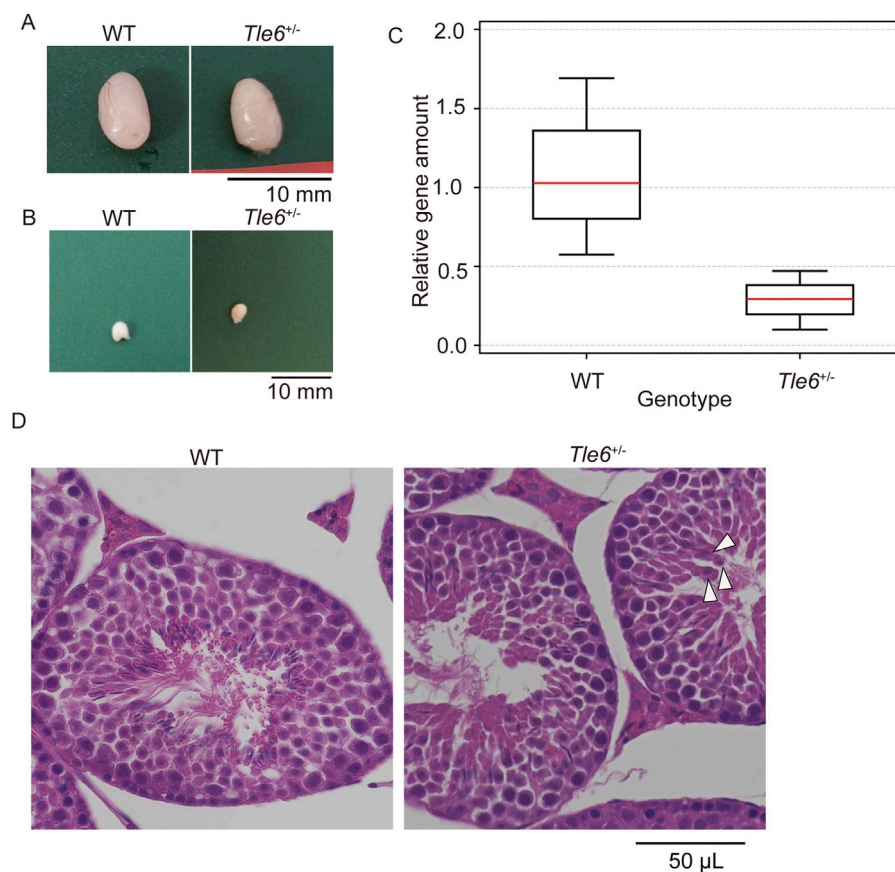 A
WT
Tle6+/-
10 mm
B
WT
Tle6+/-
10 mm
C
Relative gene amount
2.0
1.5
1.0
0.5
0.0
WT
Tle6+/-
Genotype
D
WT
Tle6+/-
50 µL